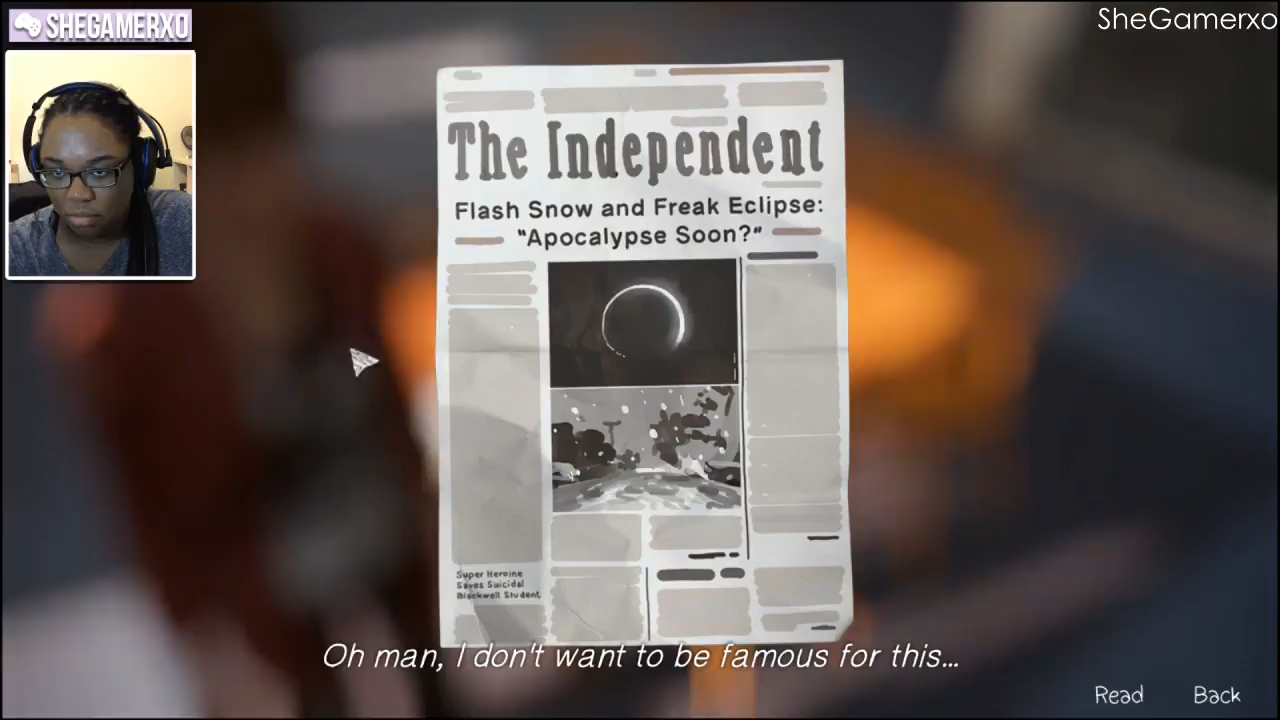 SHEGAMERXO
SheGamerxo
The Independent
Flash Snow and Freak Eclipse:
"Apocalypse Soon?"
Super Heroine
Saves Suicidal
Blackwell Student
Oh man, I don't want to be famous for this...
Read Back